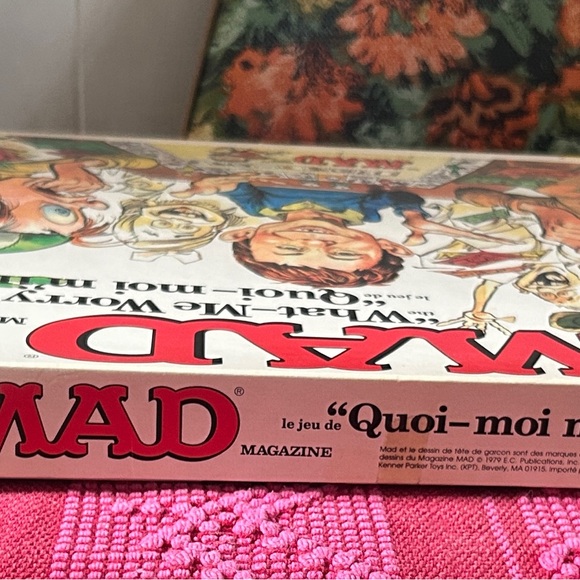 MAD
le jeu de
Quoi-moi m'in
the
"What-Me Worry
le jeu de
"Quoi-moi
MAD
MAD®
MAGAZINE
Mad et le dessin de tête de garçon sont des marques
dessins du Magazine MAD © 1979 E.C. Publications, Inc.
Kenner Parker Toys Inc. (KPT), Beverly, MA 01915. Importé